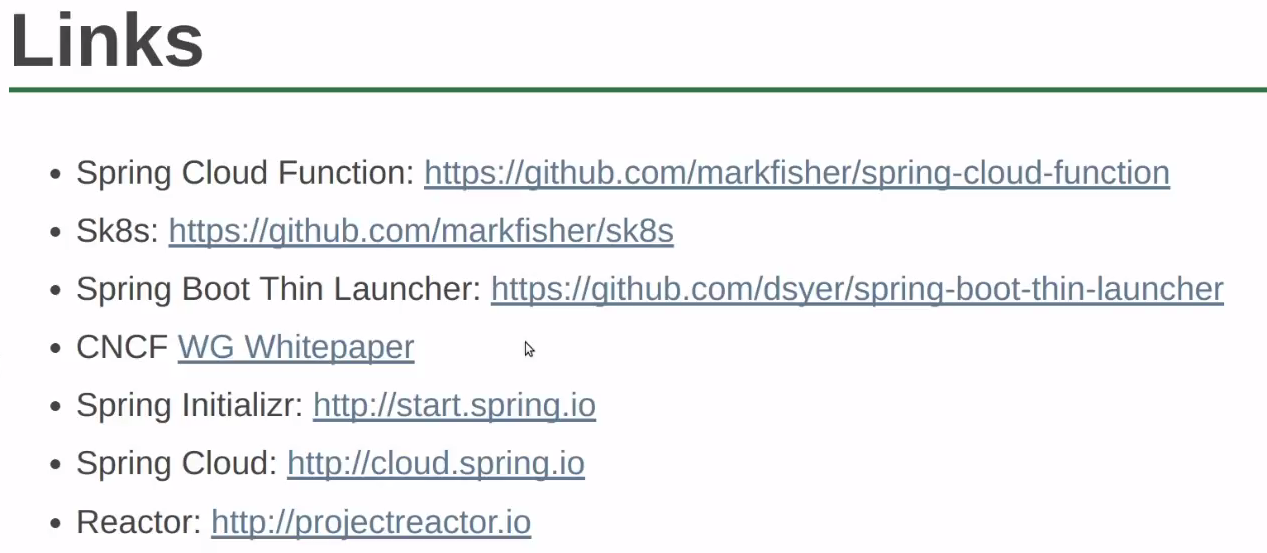 Links
• Spring Cloud Function: https://github.com/markfisher/spring-cloud-function
• Sk8s: https://github.com/markfisher/sk8s
• Spring Boot Thin Launcher: https://github.com/dsyer/spring-boot-thin-launcher
• CNCF WG Whitepaper
• Spring Initializr: http://start.spring.io
• Spring Cloud: http://cloud.spring.io
• Reactor: http://projectreactor.io